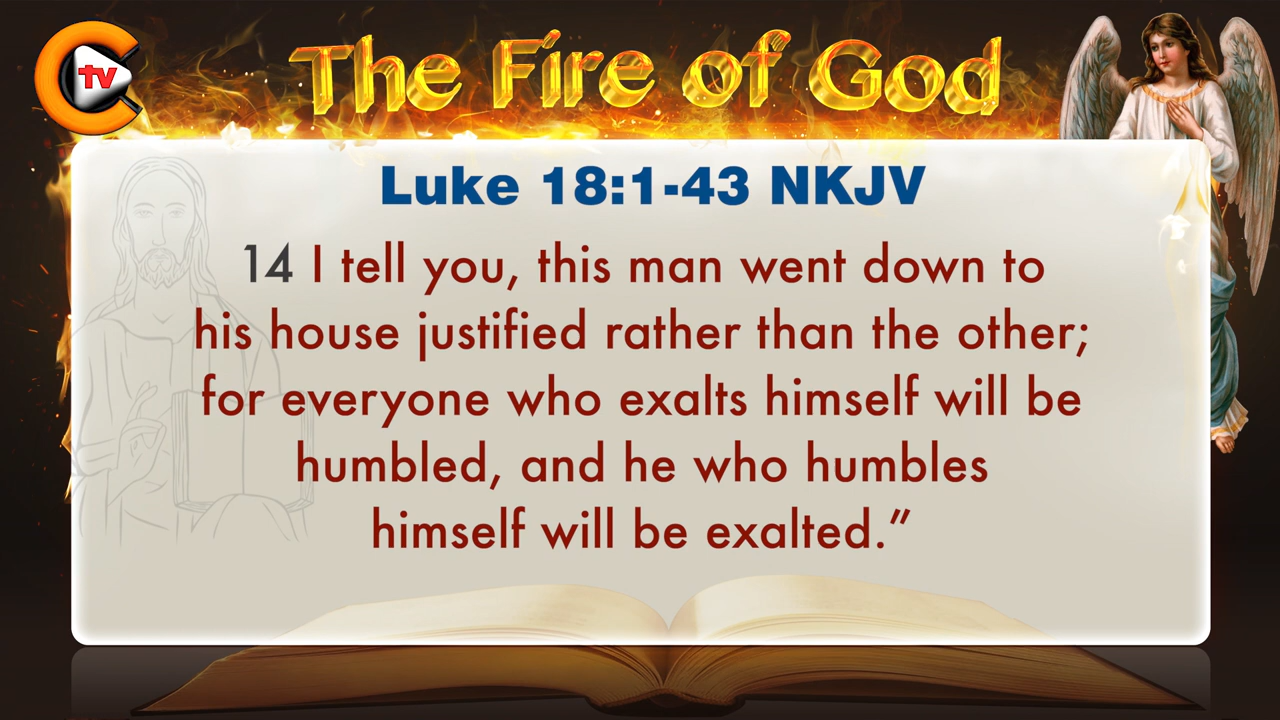 tv
The Fire of God
Luke 18:1-43 NKJV
14 I tell you, this man went down to
his house justified rather than the other;
for everyone who exalts himself will be
humbled, and he who humbles
himself will be exalted.”